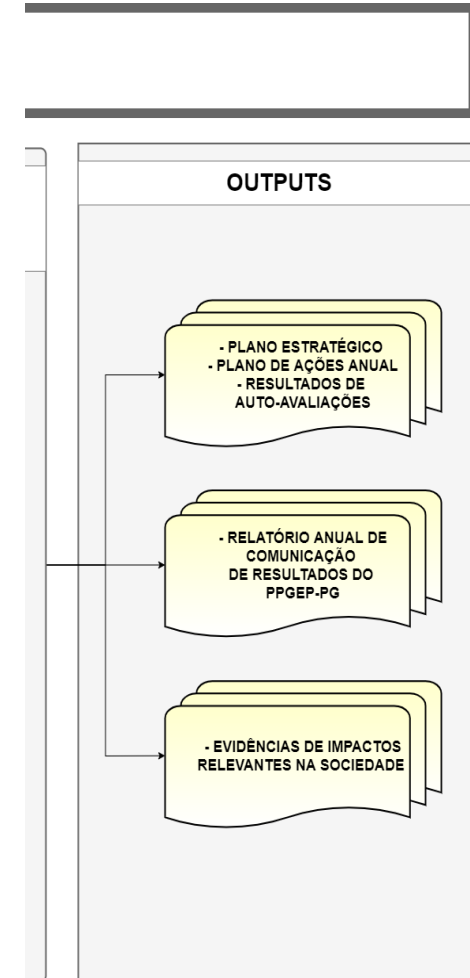 OUTPUTS
- PLANO ESTRATÉGICO
- PLANO DE AÇÕES ANUAL
- RESULTADOS DE
AUTO-AVALIAÇÕES
- RELATÓRIO ANUAL DE
COMUNICAÇÃO
DE RESULTADOS DO
PPGEP-PG
- EVIDÊNCIAS DE IMPACTOS
RELEVANTES NA SOCIEDADE